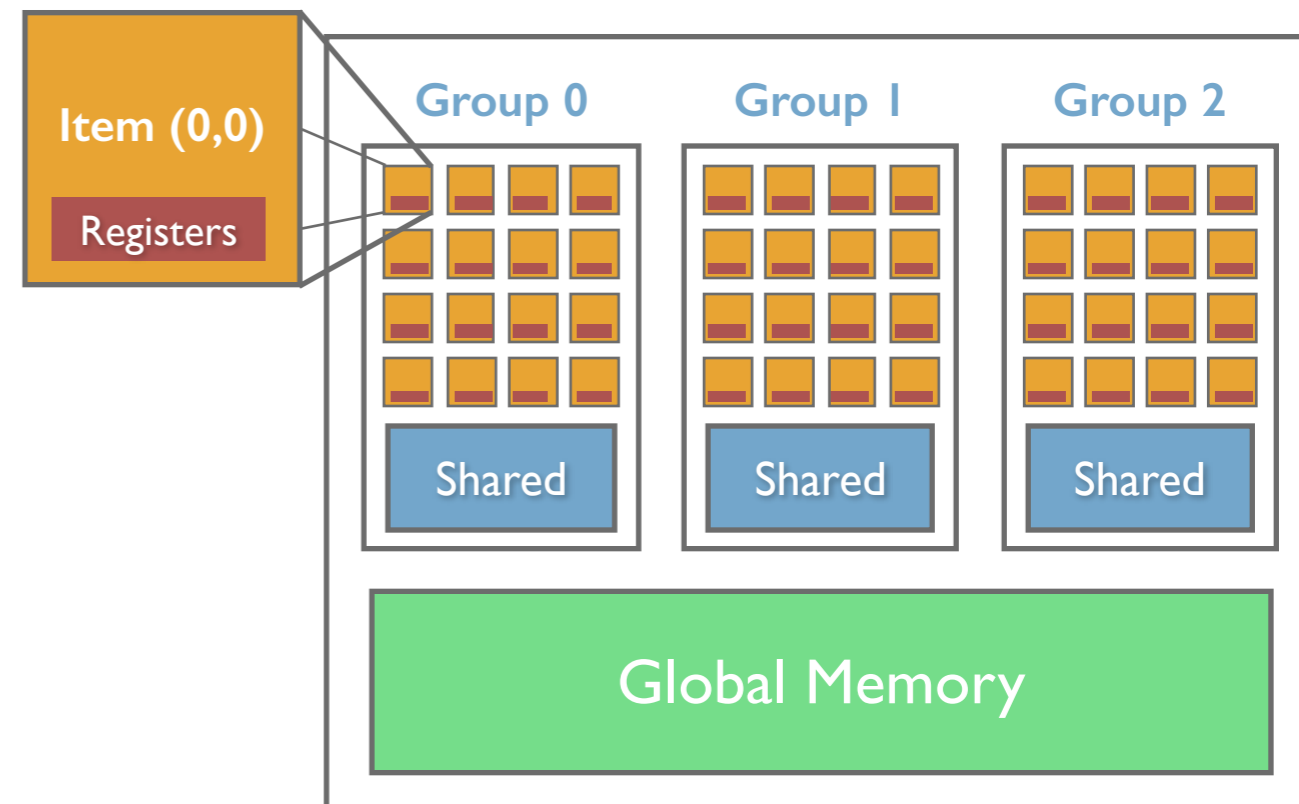 Item (0,0)
Registers
Group 0
Group 1
Group 2
Shared
Shared
Shared
Global Memory